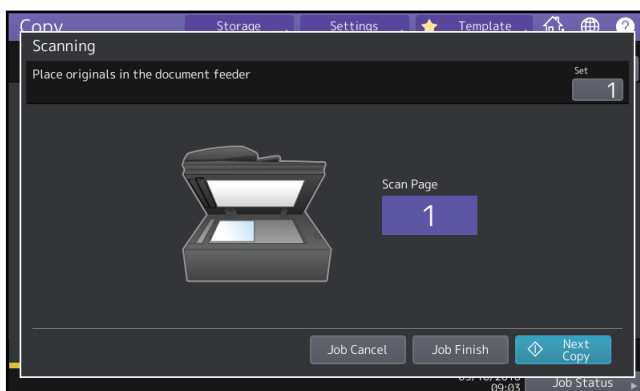 Copy
Storage
Settings
Template
?
Scanning
Place originals in the document feeder
Set
1
Scan Page
1
Job Cancel
Job Finish
Next
Copy
09:03
Job Status